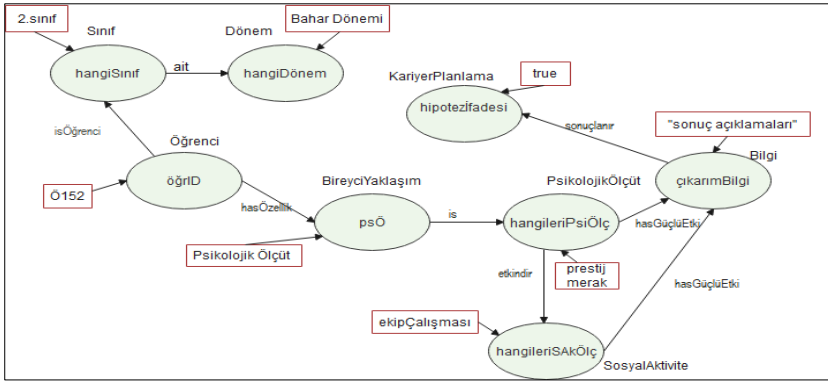 2.sınıf
Sınıf
Dönem
Bahar Dönemi
hangiSınıf
ait
hangiDönem
KariyerPlanlama
true
hipotezİfadesi
isÖğrenci
sonuçlanır
"sonuç açıklamaları"
Öğrenci
Bilgi
öğrID
BireyciYaklaşım
PsikolojikÖlçüt
çıkarımBilgi
Ö152
hasÖzellik
psÖ
is
hangileriPsiÖlç
hasGüçlüEtki
Psikolojik Ölçüt
etkindir
prestij
merak
hasGüçlüEtki
ekipÇalışması
hangileriSAkÖlç
SosyalAktivite